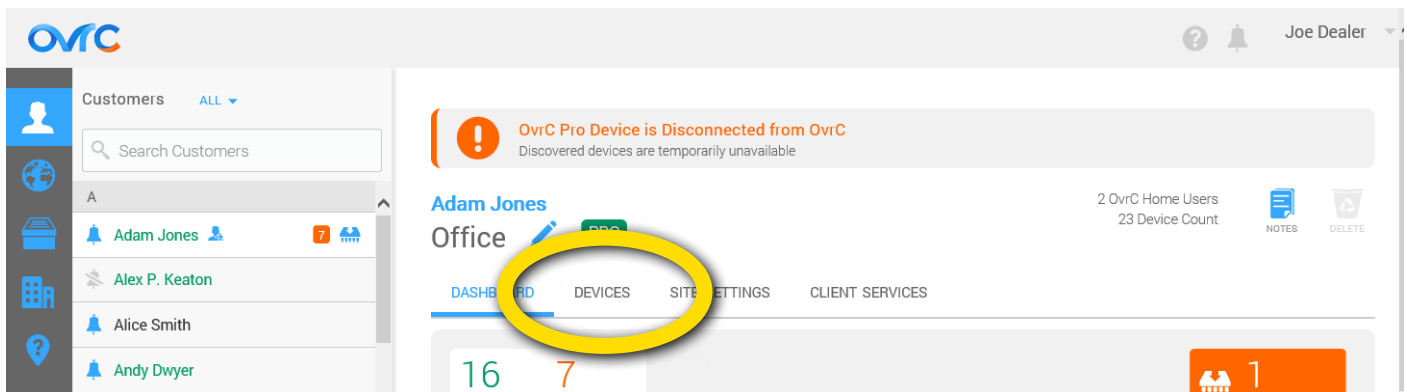 OvrC
Joe Dealer
Customers ALL
Search Customers
A
Adam Jones 7
Alex P. Keaton
Alice Smith
Andy Dwyer
OvrC Pro Device is Disconnected from OvrC
Discovered devices are temporarily unavailable
Adam Jones
Office
2 OvrC Home Users
23 Device Count
NOTES
DELETE
DEVICES
CLIENT SERVICES
16 7
1